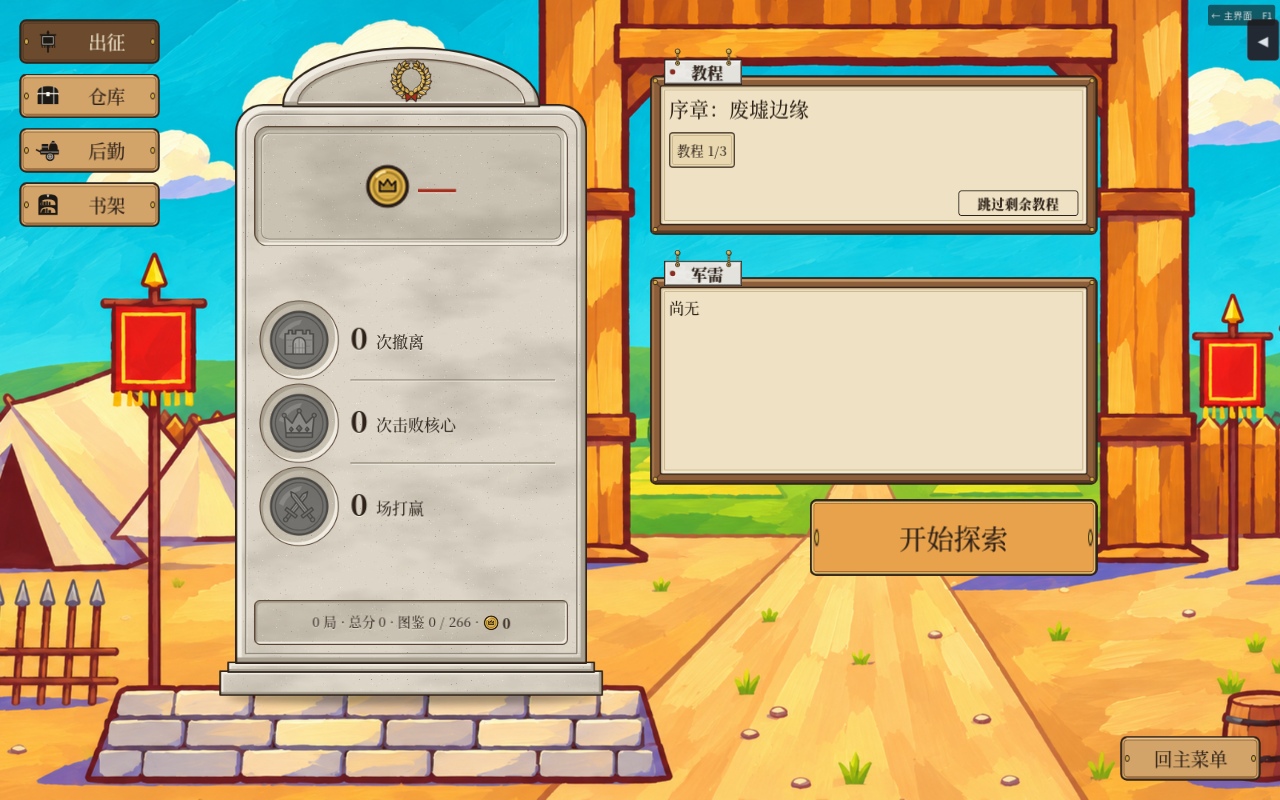 出征
仓库
后勤
书架
← 主界面 F1
◀
教程
序章：废墟边缘
教程 1/3
跳过剩余教程
军需
尚无
开始探索
0 次撤离
0 次击败核心
0 场打赢
0 局 · 总分 0 · 图鉴 0 / 266 · 0
回主菜单